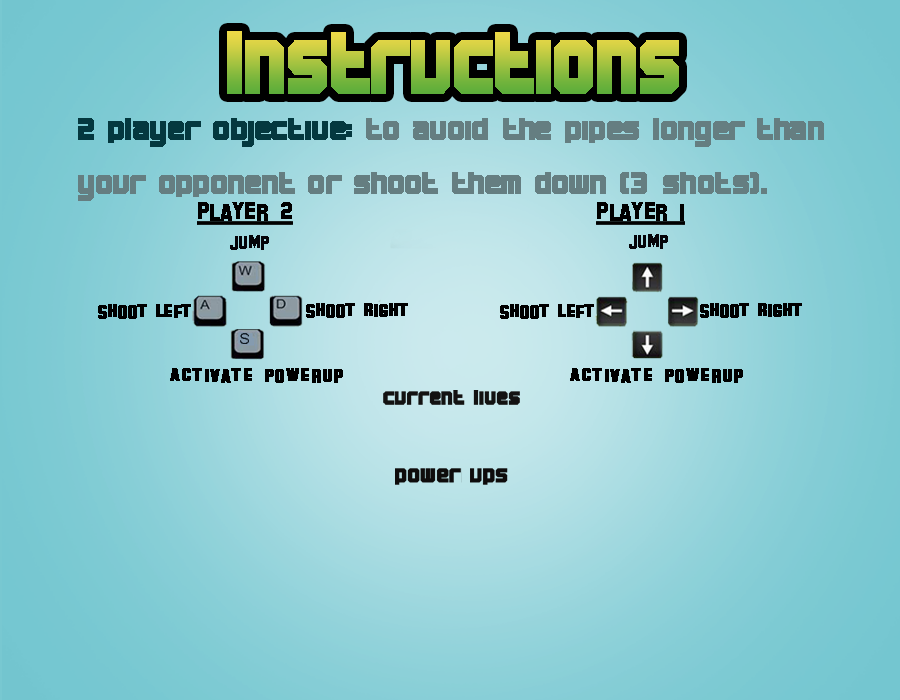 Instructions
2 player objective: to avoid the pipes longer than
your opponent or shoot them down (3 shots).
PLAYER 2
PLAYER 1
JUMP
JUMP
W
SHOOT LEFT A D SHOOT RIGHT
SHOOT LEFT SHOOT RIGHT
S
ACTIVATE POWERUP
ACTIVATE POWERUP
current lives
power ups